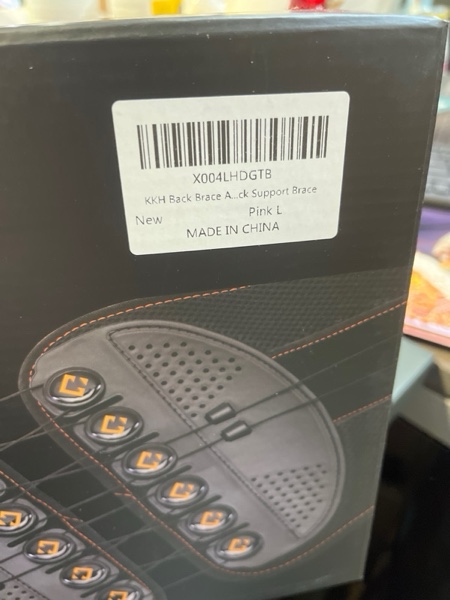 X004LHDGTB
KKH Back Brace A...ck Support Brace
New Pink L
MADE IN CHINA